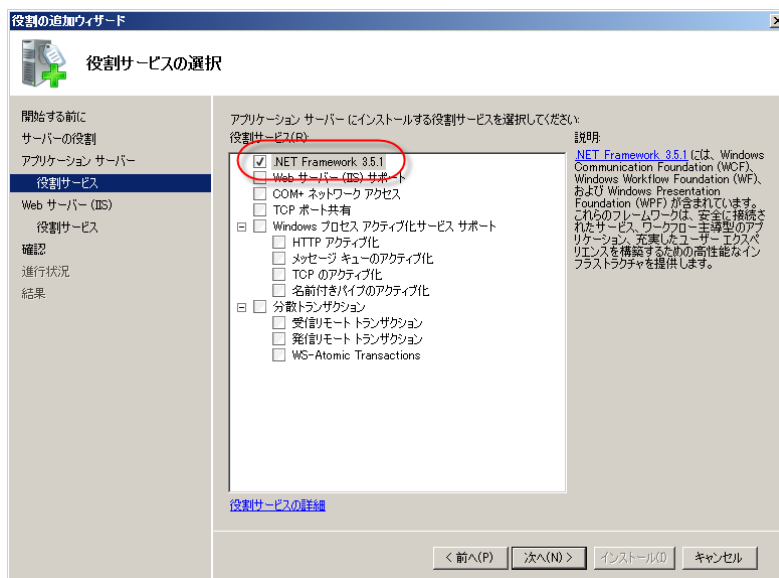 役割の追加ウィザード
役割サービスの選択
開始する前に
サーバーの役割
アプリケーション サーバー
役割サービス
Web サーバー (IIS)
役割サービス
確認
進行状況
結果
アプリケーション サーバー にインストールする役割サービスを選択してください:
役割サービス(R):
.NET Framework 3.5.1
Web サーバー (IIS) サポート
COM+ ネットワーク アクセス
TCP ポート共有
Windows プロセス アクティブ化サービス サポート
HTTP アクティブ化
メッセージ キューのアクティブ化
TCP のアクティブ化
名前付きパイプのアクティブ化
分散トランザクション
受信リモート トランザクション
発信リモート トランザクション
WS-Atomic Transactions
役割サービスの詳細
説明:
.NET Framework 3.5.1 には、Windows
Communication Foundation (WCF)、
Windows Workflow Foundation (WF)、
および Windows Presentation
Foundation (WPF) が含まれています。
これらのフレームワークは、安全に接続さ
れたサービス、ワークフロー主導型のアプ
リケーション、充実したユーザー エクスペ
リエンスを構築するための高性能なイン
フラストラクチャを提供します。
< 前へ(P)
次へ(N) >
インストール(I)
キャンセル